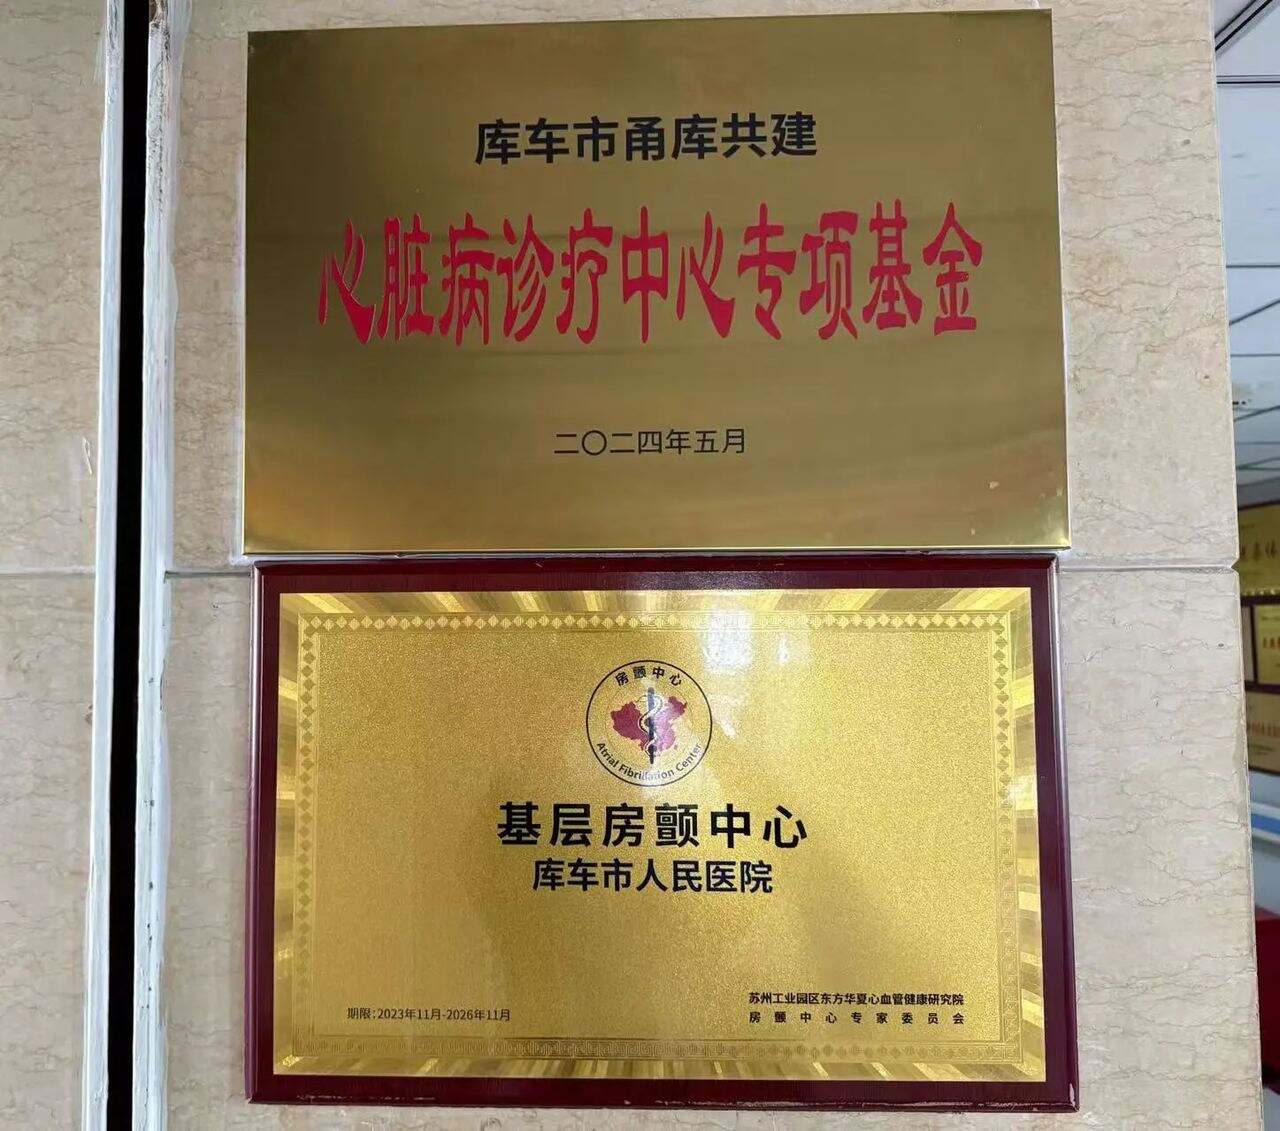 库车市甬库共建
心脏病诊疗中心专项基金
二〇二四年五月
房颤中心
Atrial Fibrillation Center
基层房颤中心
库车市人民医院
期限:2023年11月-2026年11月
苏州工业园区东方华夏心血管健康研究院
房颤中心专家委员会